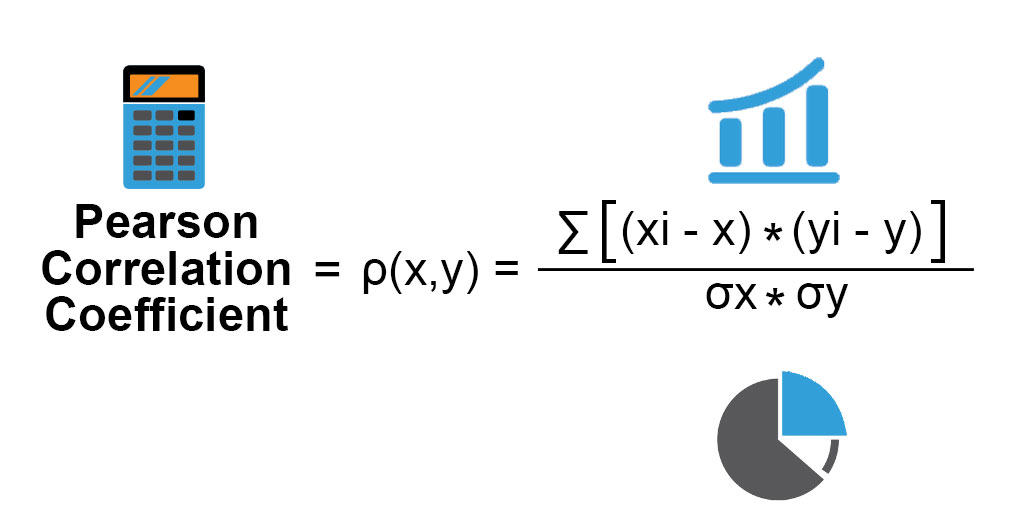 Pearson
Correlation
Coefficient
= ρ(x,y) =
∑[(xi - x) * (yi - y)]
σx * σy